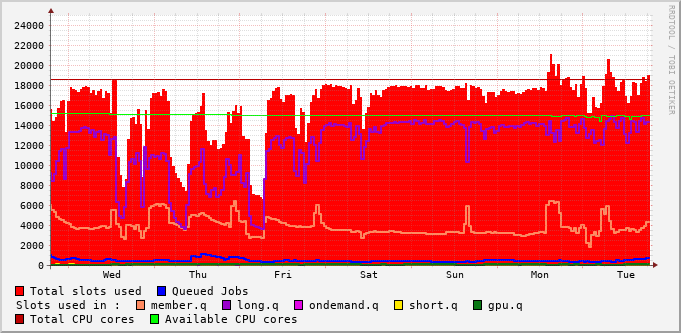 RRDTOOL / TOBI OETIKER
24000
22000
20000
18000
16000
14000
12000
10000
8000
6000
4000
2000
0
Wed Thu Fri Sat Sun Mon Tue
Total slots used Queued Jobs
Slots used in : member.q long.q ondemand.q short.q gpu.q
Total CPU cores Available CPU cores